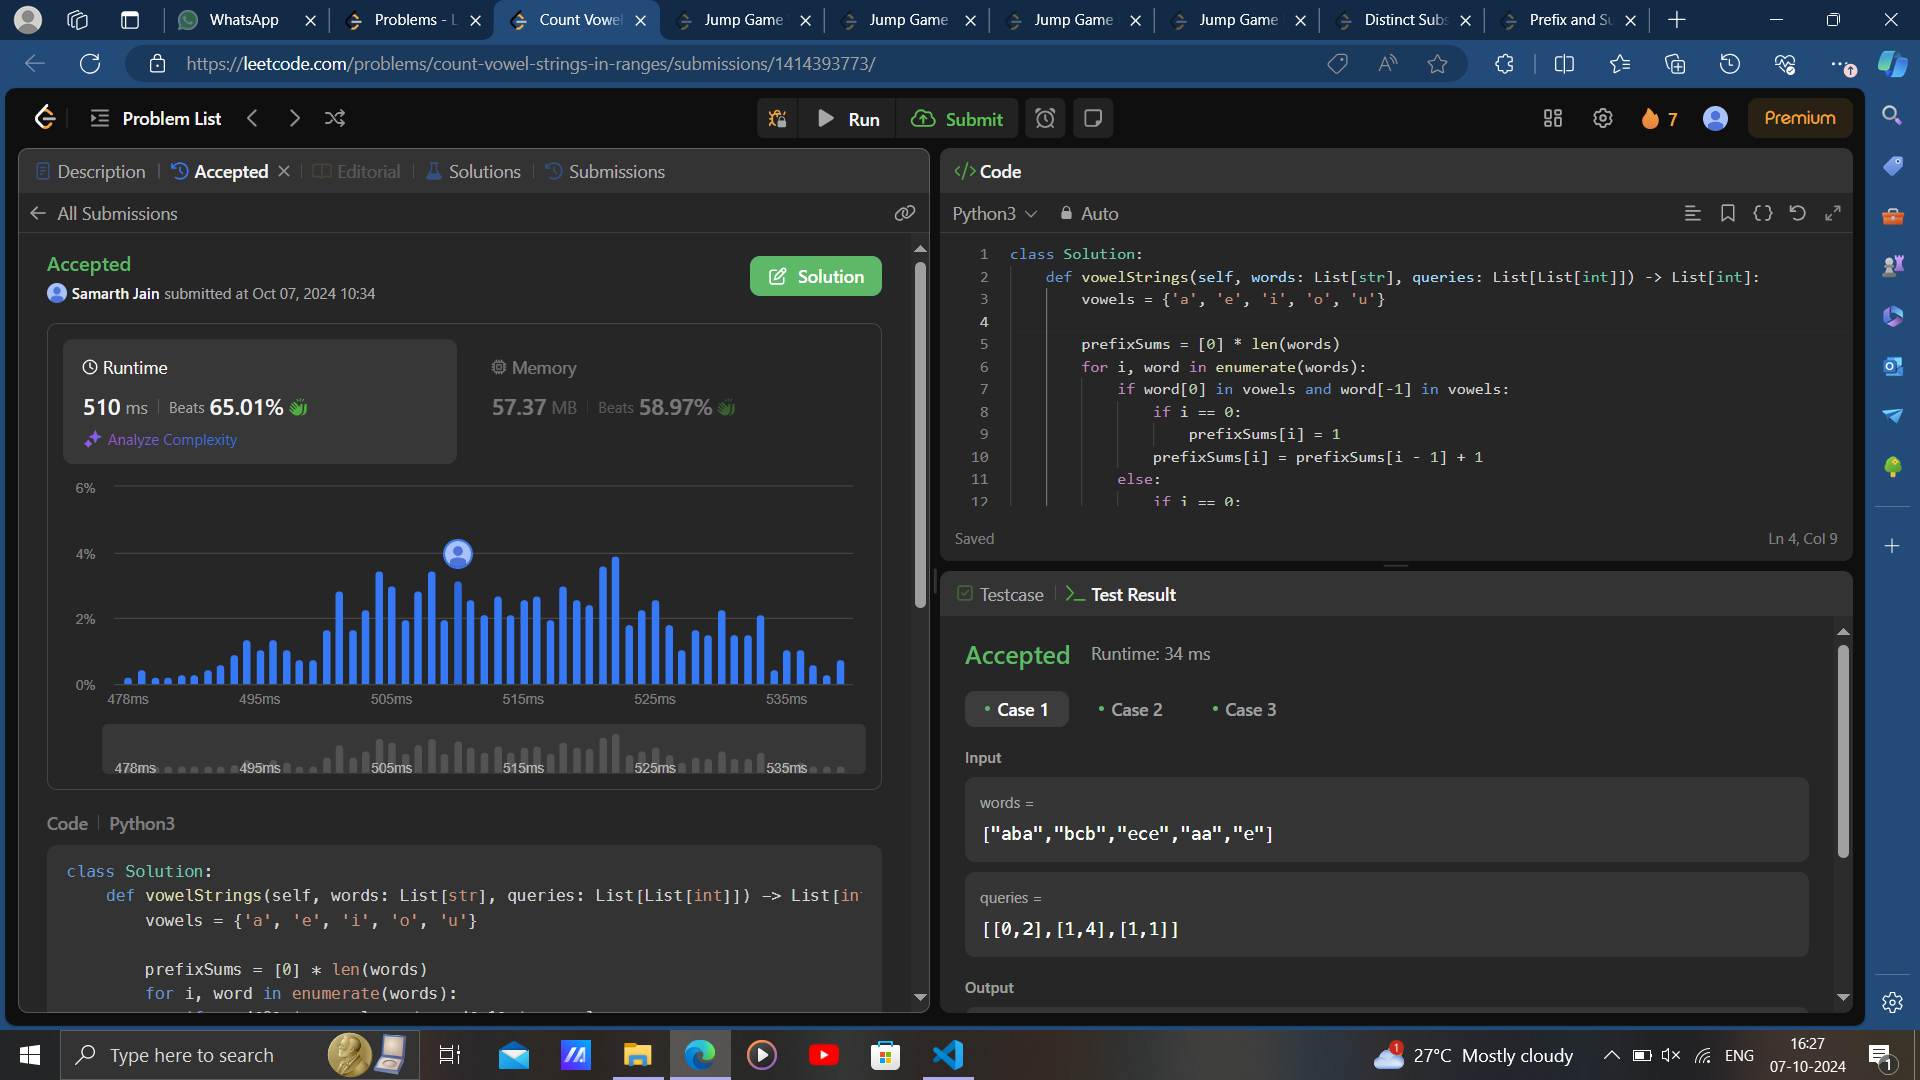 WhatsApp
Problems - L
Count Vowel
Jump Game V
Jump Game
Jump Game
Jump Game
Distinct Subs
Prefix and Su
https://leetcode.com/problems/count-vowel-strings-in-ranges/submissions/1414393773/
Problem List
Run
Submit
7
Premium
Description
Accepted
Editorial
Solutions
Submissions
All Submissions
Accepted
Samarth Jain submitted at Oct 07, 2024 10:34
Solution
Runtime
510 ms
Beats 65.01%
Analyze Complexity
Memory
57.37 MB
Beats 58.97%
6%
4%
2%
0%
478ms 495ms 505ms 515ms 525ms 535ms
478ms 495ms 505ms 515ms 525ms 535ms
Code
Python3
class Solution:
def vowelStrings(self, words: List[str], queries: List[List[int]]) -> List[in
vowels = {'a', 'e', 'i', 'o', 'u'}
prefixSums = [0] * len(words)
for i, word in enumerate(words):
Code
Python3
Auto
1 class Solution:
2 def vowelStrings(self, words: List[str], queries: List[List[int]]) -> List[int]:
3 vowels = {'a', 'e', 'i', 'o', 'u'}
4
5 prefixSums = [0] * len(words)
6 for i, word in enumerate(words):
7 if word[0] in vowels and word[-1] in vowels:
8 if i == 0:
9 prefixSums[i] = 1
10 prefixSums[i] = prefixSums[i - 1] + 1
11 else:
12 if i == 0:
Saved
Ln 4, Col 9
Testcase
Test Result
Accepted
Runtime: 34 ms
Case 1
Case 2
Case 3
Input
words =
["aba","bcb","ece","aa","e"]
queries =
[[0,2],[1,4],[1,1]]
Output
Type here to search
1
27°C Mostly cloudy
ENG
16:27
07-10-2024
1